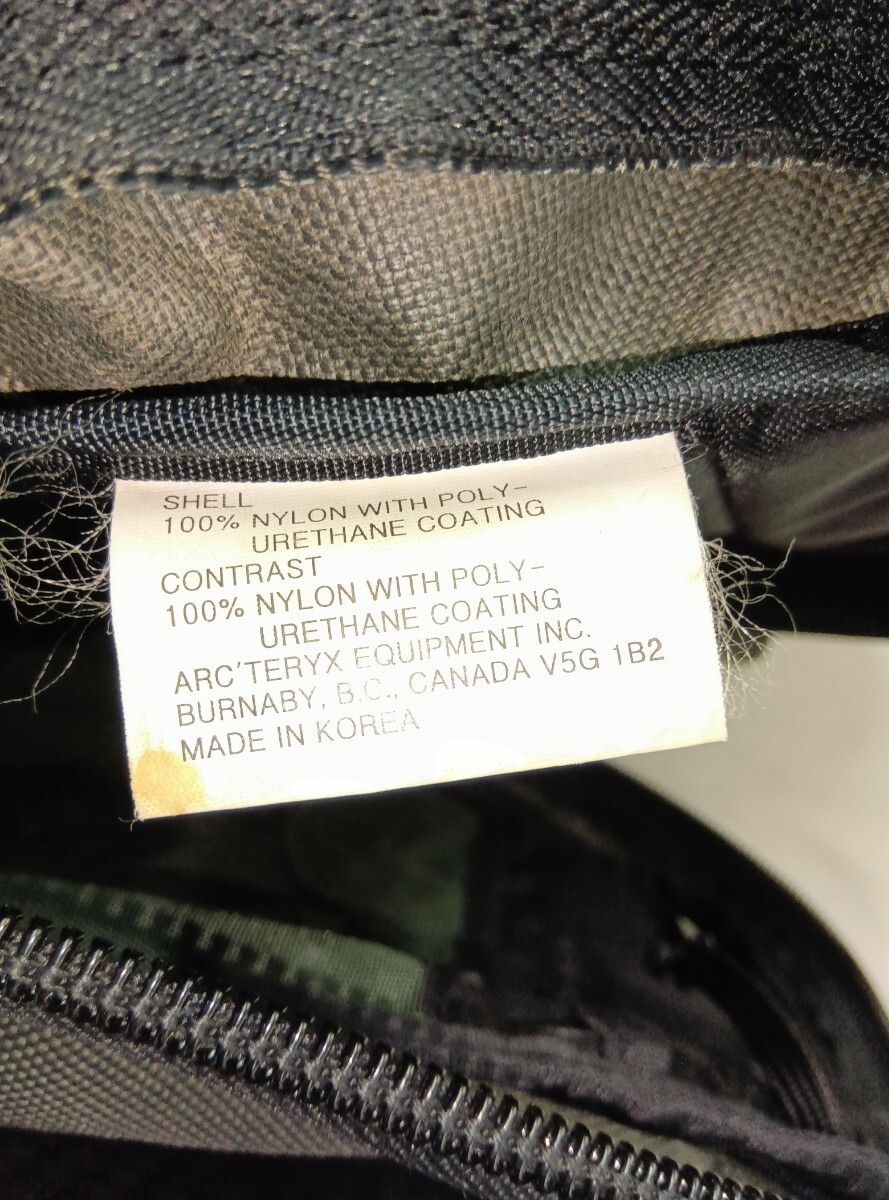 SHELL
100% NYLON WITH POLY-
URETHANE COATING
CONTRAST
100% NYLON WITH POLY-
URETHANE COATING
ARC'TERYX EQUIPMENT INC.
BURNABY, B.C., CANADA V5G 1B2
MADE IN KOREA